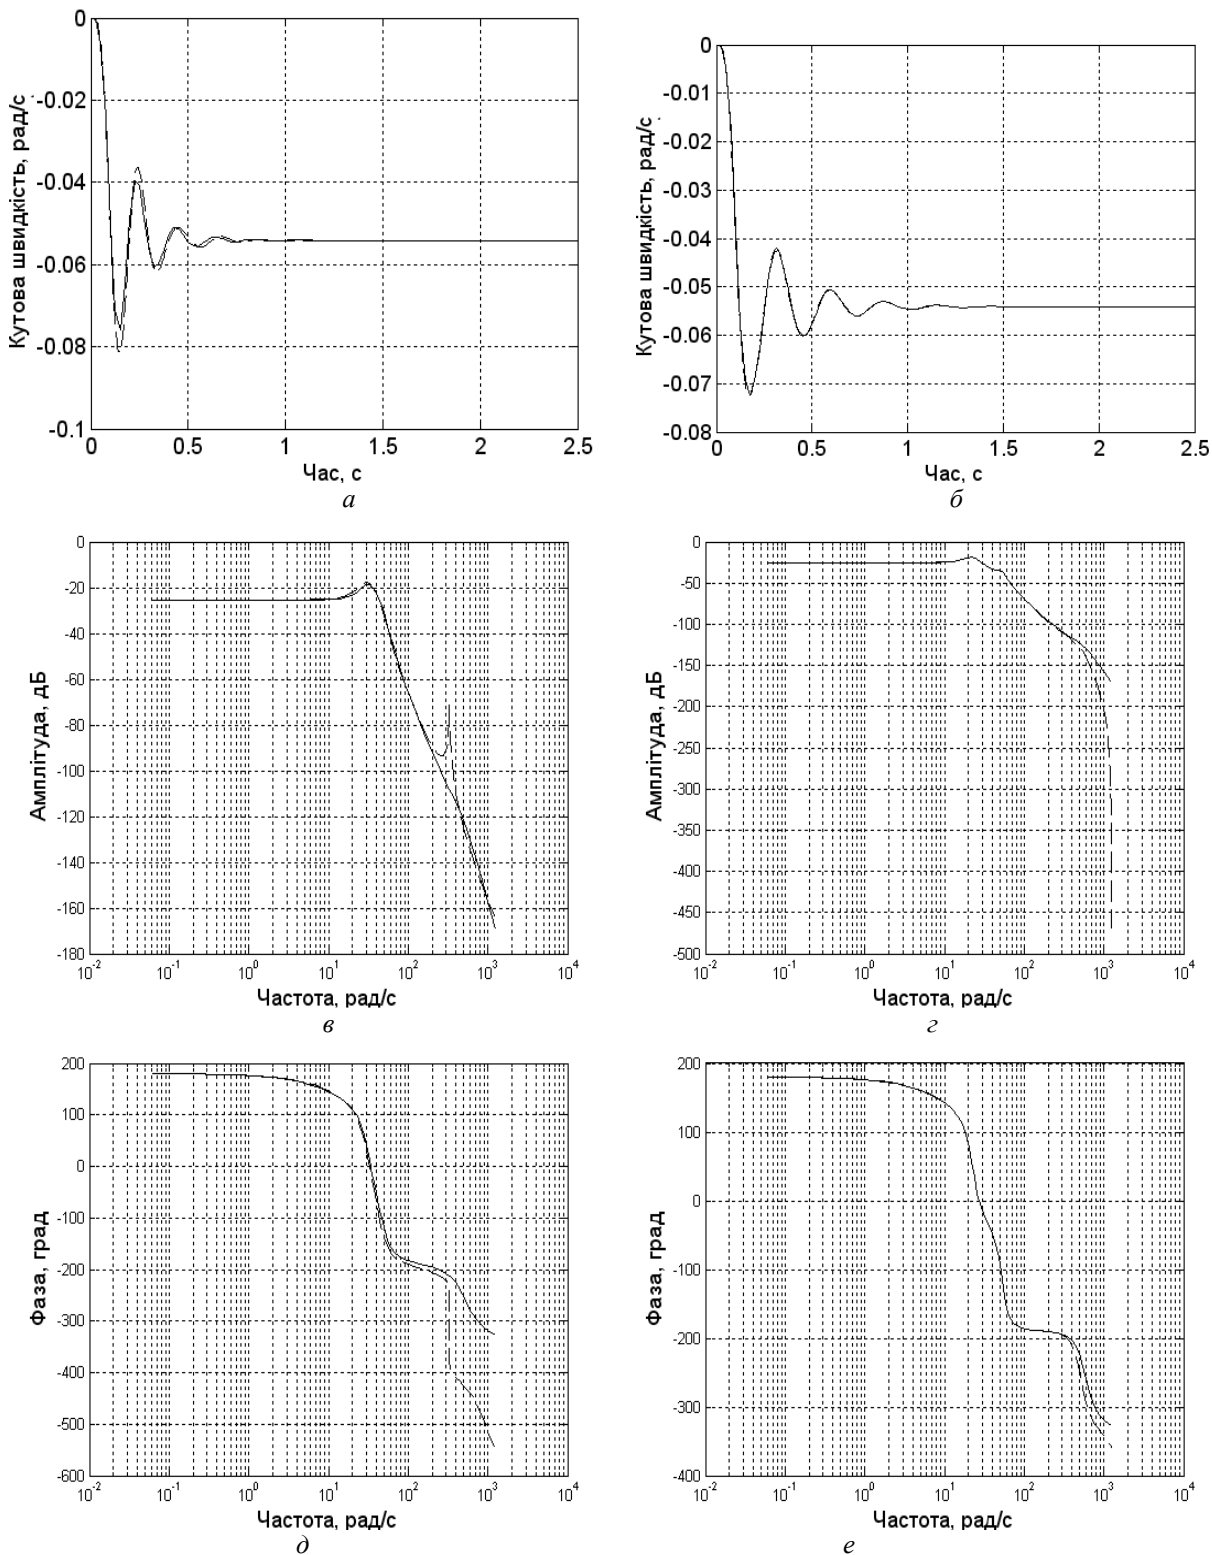 0
-0.02
-0.04
-0.06
-0.08
-0.1
0 0.5 1 1.5 2 2.5
Кутова швидкість, рад/с
Час, с
а
0
-0.01
-0.02
-0.03
-0.04
-0.05
-0.06
-0.07
-0.08
0 0.5 1 1.5 2 2.5
Кутова швидкість, рад/с
Час, с
б
0
-20
-40
-60
-80
-100
-120
-140
-160
-180
10^-2 10^-1 10^0 10^1 10^2 10^3 10^4
Амплітуда, дБ
Частота, рад/с
в
0
-50
-100
-150
-200
-250
-300
-350
-400
-450
-500
10^-2 10^-1 10^0 10^1 10^2 10^3 10^4
Амплітуда, дБ
Частота, рад/с
г
200
100
0
-100
-200
-300
-400
-500
-600
10^-2 10^-1 10^0 10^1 10^2 10^3 10^4
Фаза, град
Частота, рад/с
д
200
100
0
-100
-200
-300
-400
10^-2 10^-1 10^0 10^1 10^2 10^3 10^4
Фаза, град
Частота, рад/с
е